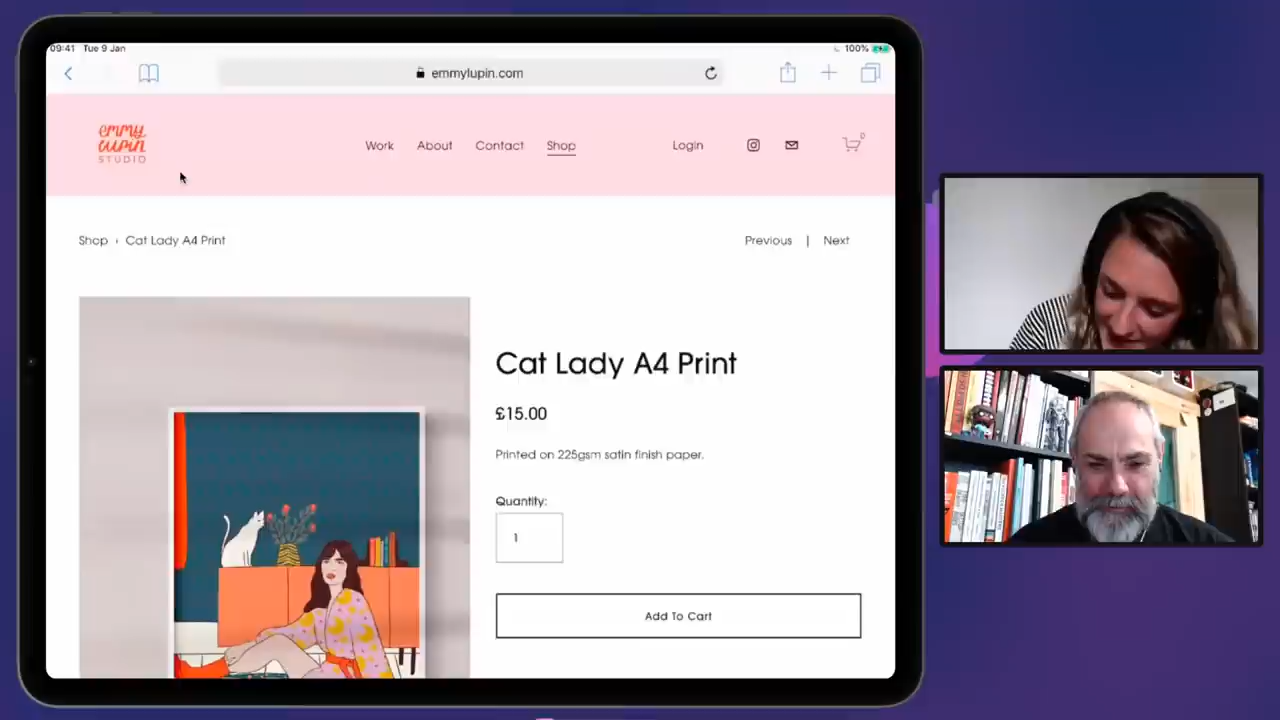 09:41 Tue 9 Jan 100%
emmylupin.com
emmy
lupin
STUDIO
Work About Contact Shop Login 0
Shop › Cat Lady A4 Print Previous | Next
Cat Lady A4 Print
£15.00
Printed on 225gsm satin finish paper.
Quantity:
1
Add To Cart